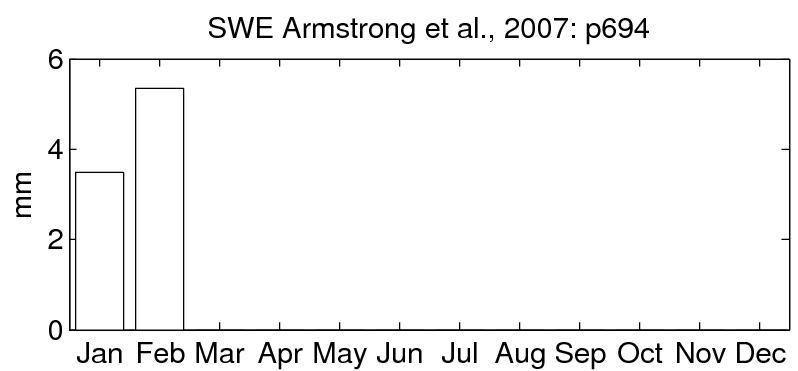 SWE Armstrong et al., 2007: p694
6
4
2
0
mm
Jan Feb Mar Apr May Jun Jul Aug Sep Oct Nov Dec